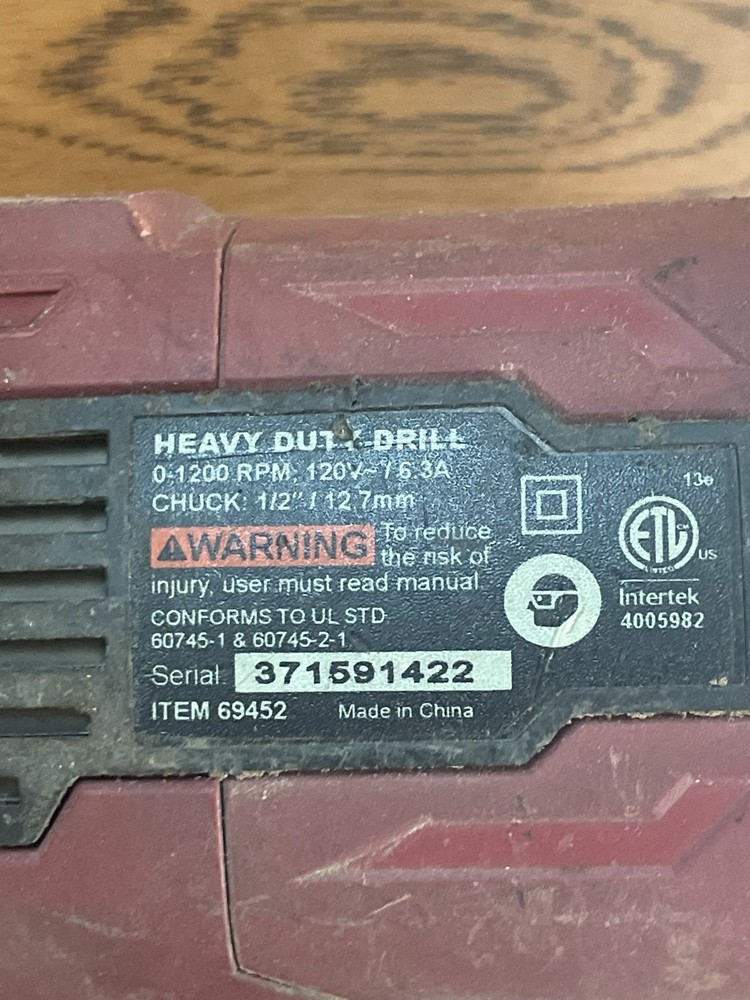 HEAVY DUTY DRILL
0-1200 RPM; 120V~ / 6.3A
CHUCK: 1/2" / 12.7mm
⚠WARNING To reduce
the risk of
injury, user must read manual
CONFORMS TO UL STD
60745-1 & 60745-2-1
Serial 371591422
ITEM 69452 Made in China
13e
ETL
US
LISTED
Intertek
4005982